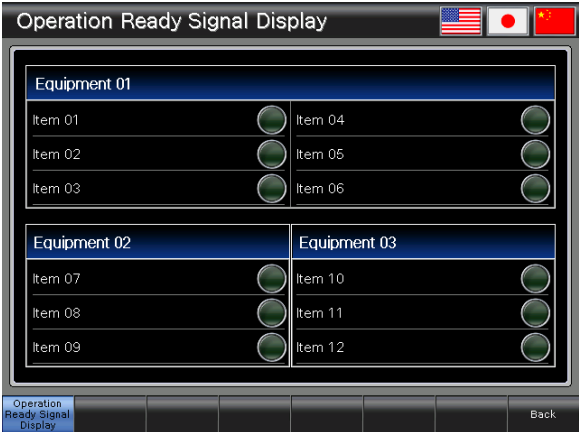 Operation Ready Signal Display
Equipment 01
Item 01
Item 04
Item 02
Item 05
Item 03
Item 06
Equipment 02
Equipment 03
Item 07
Item 10
Item 08
Item 11
Item 09
Item 12
Operation
Ready Signal
Display
Back